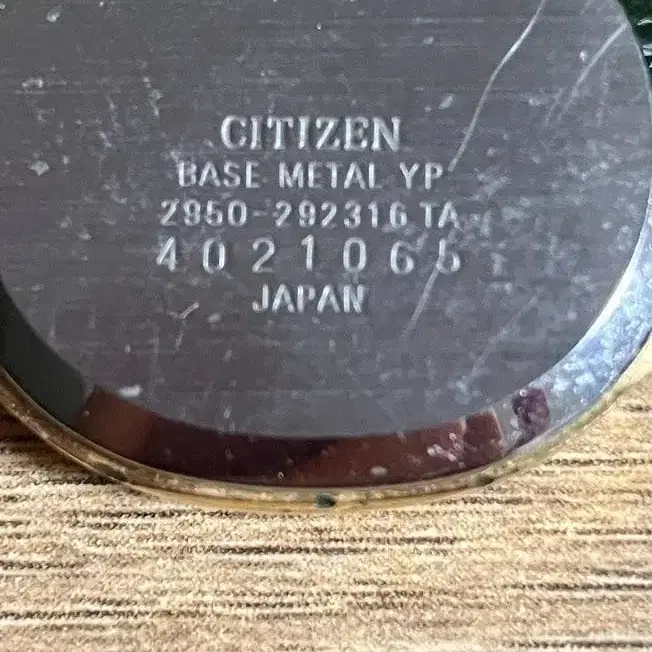 CITIZEN
BASE METAL YP
2950-292316 TA
4021065
JAPAN